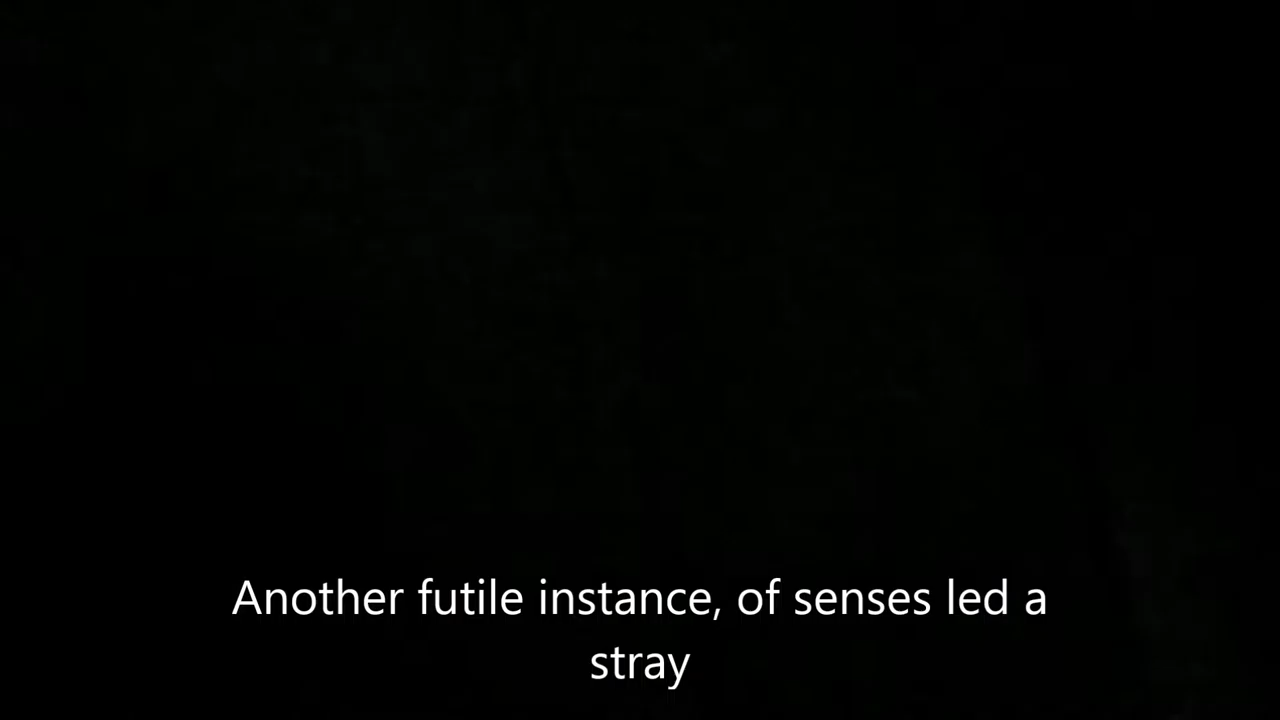 Another futile instance, of senses led a
stray